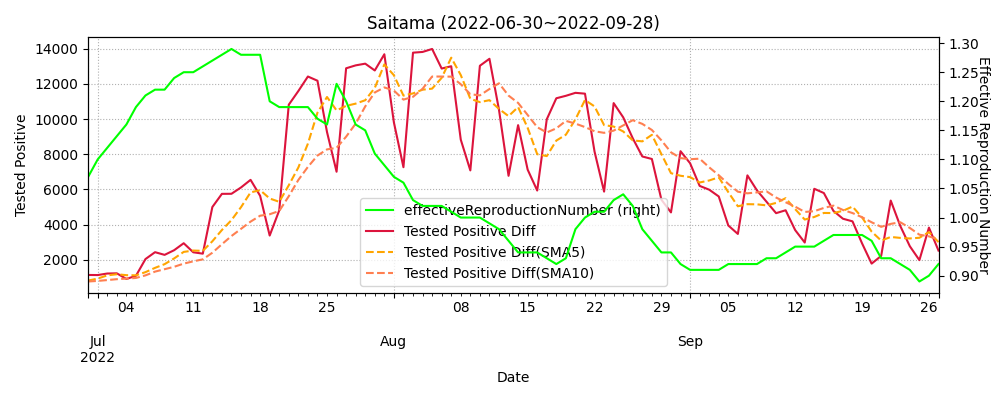 Saitama (2022-06-30~2022-09-28)
Tested Positive
14000
12000
10000
8000
6000
4000
2000
1.30
1.25
1.20
1.15
1.10
1.05
1.00
0.95
0.90
Effective Reproduction Number
effectiveReproductionNumber (right)
Tested Positive Diff
Tested Positive Diff(SMA5)
Tested Positive Diff(SMA10)
04 11 18 25 08 15 22 29 05 12 19 26
Jul Aug Sep
2022
Date